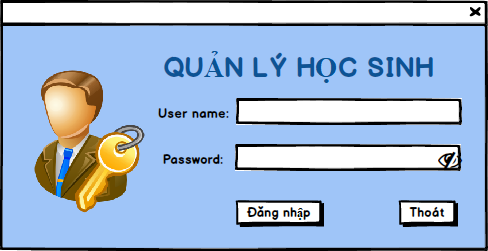 QUẢN LÝ HỌC SINH
User name:
Password:
Đăng nhập
Thoát